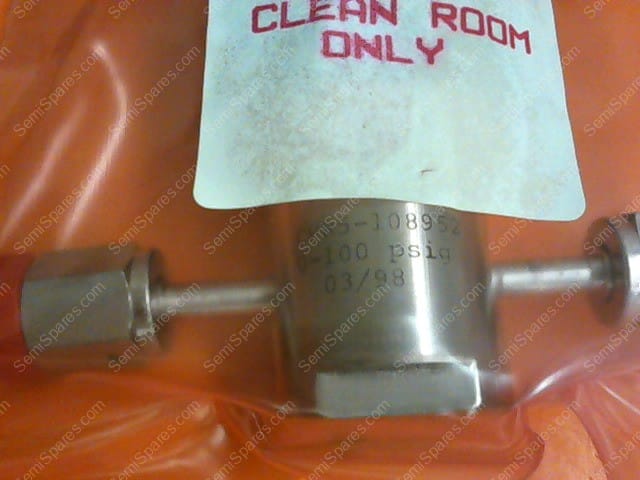 CLEAN ROOM
ONLY
-108952
-100 psig
03/98
SemiSpares.com